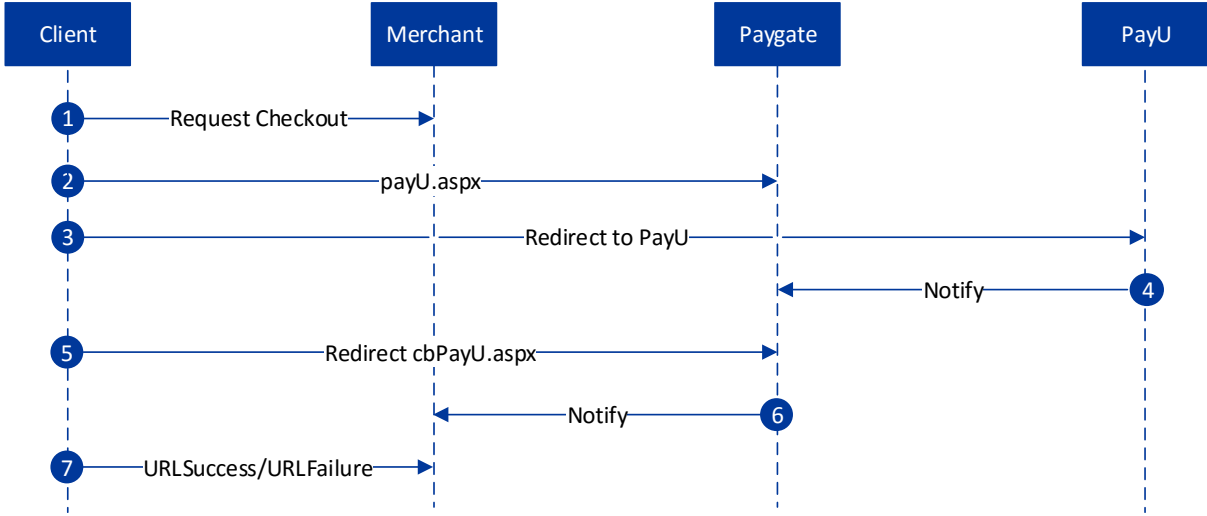 Client
Merchant
Paygate
PayU
1
Request Checkout
2
payU.aspx
3
Redirect to PayU
Notify
4
5
Redirect cbPayU.aspx
Notify
6
7
URLSuccess/URLFailure